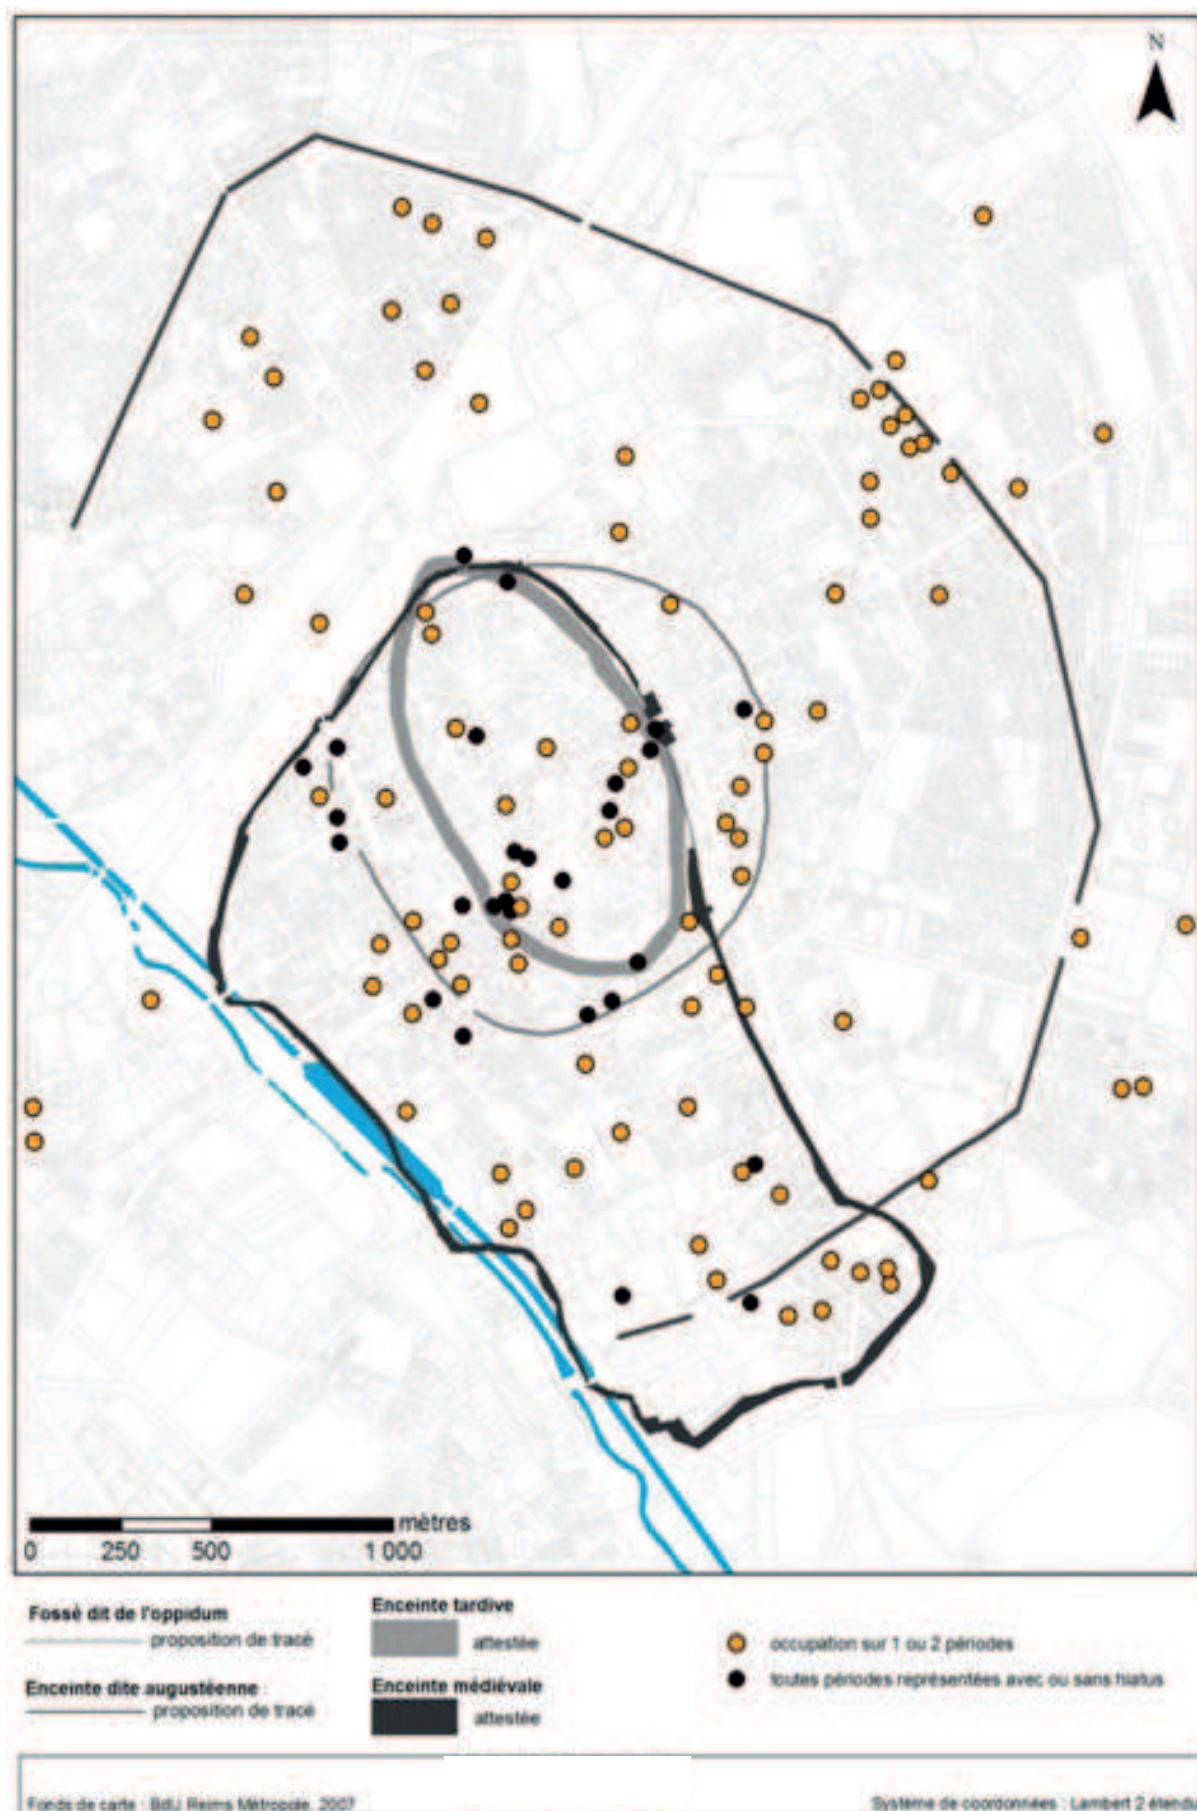 N
mètres
0 250 500 1 000
Fossé dit de l'oppidum
proposition de tracé
Enceinte dite augustéenne :
proposition de tracé
Enceinte tardive
attestée
Enceinte médiévale
attestée
occupation sur 1 ou 2 périodes
toutes périodes représentées avec ou sans hiatus
Fonds de carte : BdU Reims Métropole, 2007
Système de coordonnées : Lambert 2 étendu